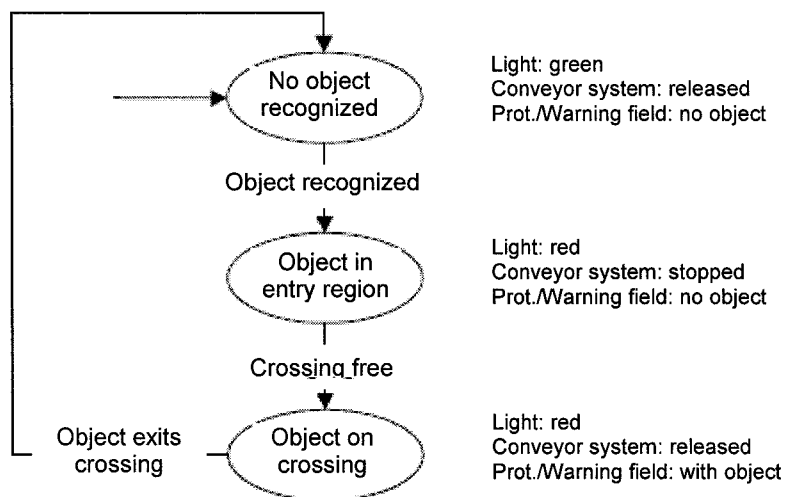 No object
recognized
Light: green
Conveyor system: released
Prot./Warning field: no object
Object recognized
Object in
entry region
Light: red
Conveyor system: stopped
Prot./Warning field: no object
Crossing free
Object on
crossing
Light: red
Conveyor system: released
Prot./Warning field: with object
Object exits
crossing